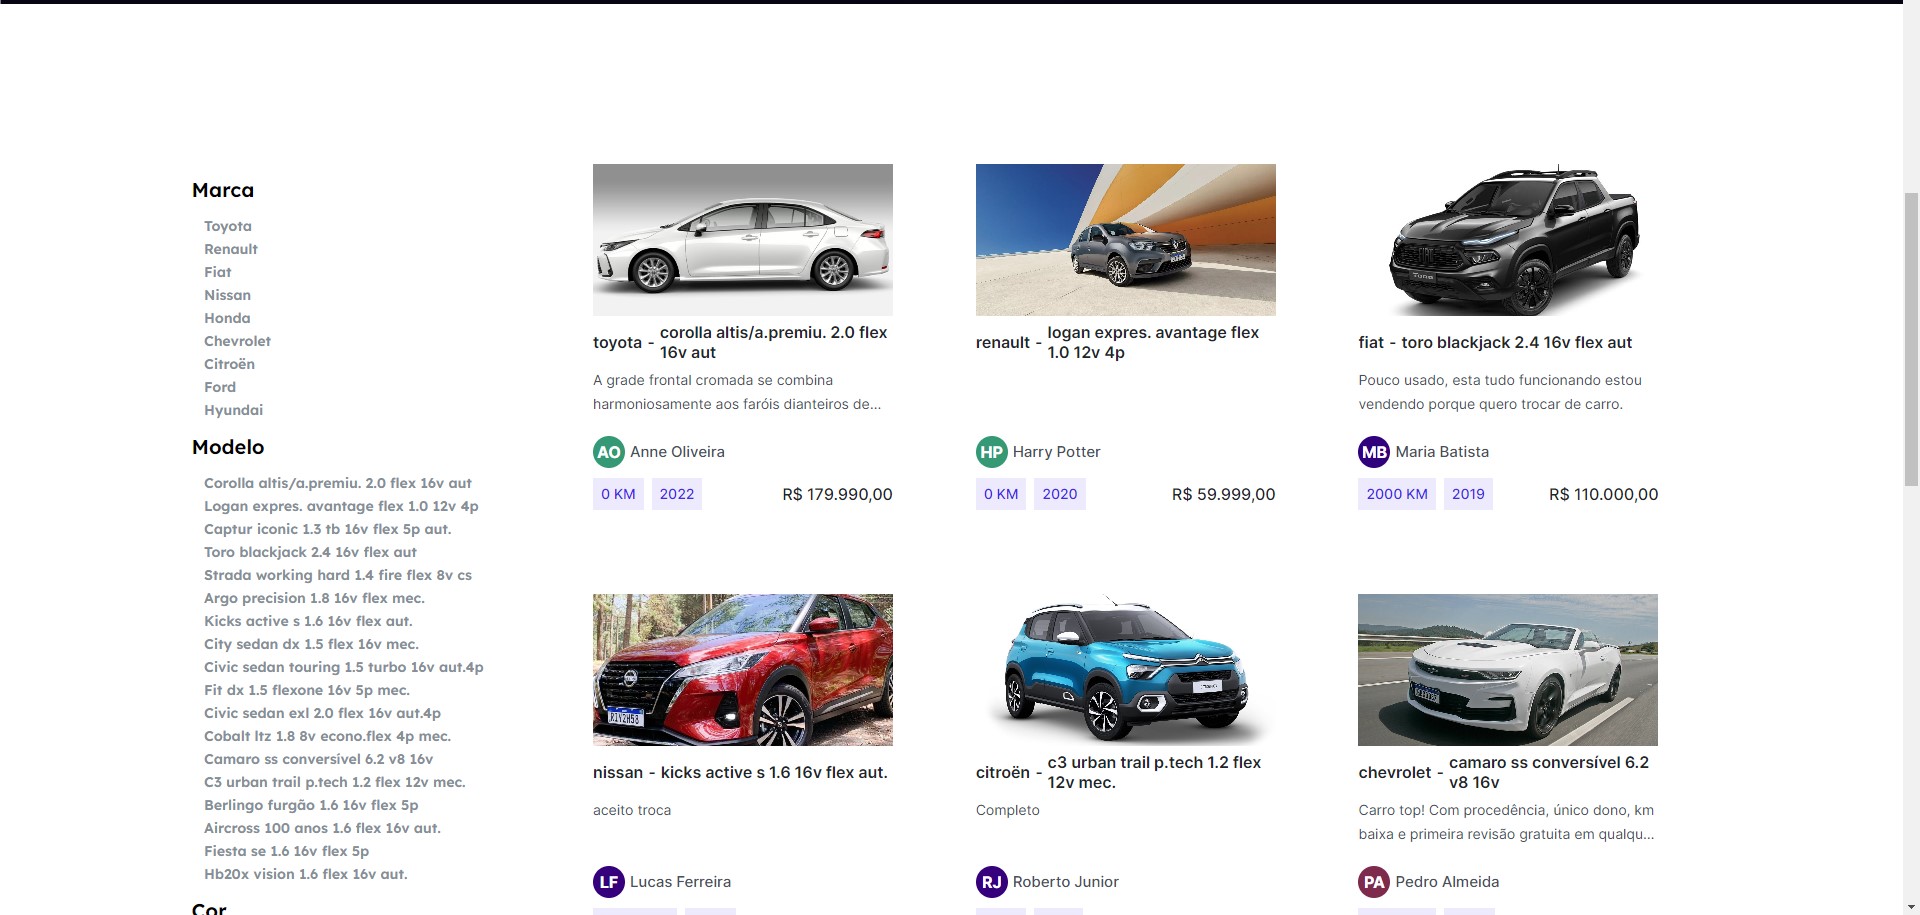 Marca
Toyota
Renault
Fiat
Nissan
Honda
Chevrolet
Citroën
Ford
Hyundai
Modelo
Corolla altis/a.premiu. 2.0 flex 16v aut
Logan expres. avantage flex 1.0 12v 4p
Captur iconic 1.3 tb 16v flex 5p aut.
Toro blackjack 2.4 16v flex aut
Strada working hard 1.4 fire flex 8v cs
Argo precision 1.8 16v flex mec.
Kicks active s 1.6 16v flex aut.
City sedan dx 1.5 flex 16v mec.
Civic sedan touring 1.5 turbo 16v aut.4p
Fit dx 1.5 flexone 16v 5p mec.
Civic sedan exl 2.0 flex 16v aut.4p
Cobalt ltz 1.8 8v econo.flex 4p mec.
Camaro ss conversível 6.2 v8 16v
C3 urban trail p.tech 1.2 flex 12v mec.
Berlingo furgão 1.6 16v flex 5p
Aircross 100 anos 1.6 flex 16v aut.
Fiesta se 1.6 16v flex 5p
Hb20x vision 1.6 flex 16v aut.
Cor
toyota - corolla altis/a.premiu. 2.0 flex
16v aut
A grade frontal cromada se combina
harmoniosamente aos faróis dianteiros de...
AO Anne Oliveira
0 KM 2022 R$ 179.990,00
renault - logan expres. avantage flex
1.0 12v 4p
HP Harry Potter
0 KM 2020 R$ 59.999,00
fiat - toro blackjack 2.4 16v flex aut
Pouco usado, esta tudo funcionando estou
vendendo porque quero trocar de carro.
MB Maria Batista
2000 KM 2019 R$ 110.000,00
RIY2H58
nissan - kicks active s 1.6 16v flex aut.
aceito troca
LF Lucas Ferreira
citroën - c3 urban trail p.tech 1.2 flex
12v mec.
Completo
RJ Roberto Junior
chevrolet - camaro ss conversível 6.2
v8 16v
Carro top! Com procedência, único dono, km
baixa e primeira revisão gratuita em qualqu...
PA Pedro Almeida